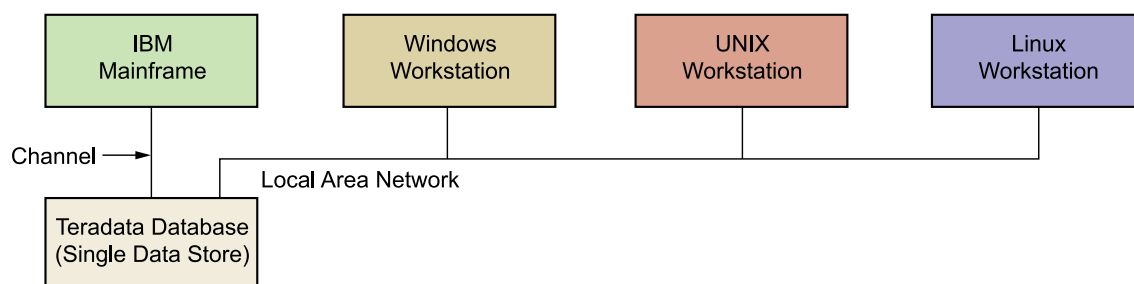 IBM
Mainframe
Windows
Workstation
UNIX
Workstation
Linux
Workstation
Channel
Local Area Network
Teradata Database
(Single Data Store)